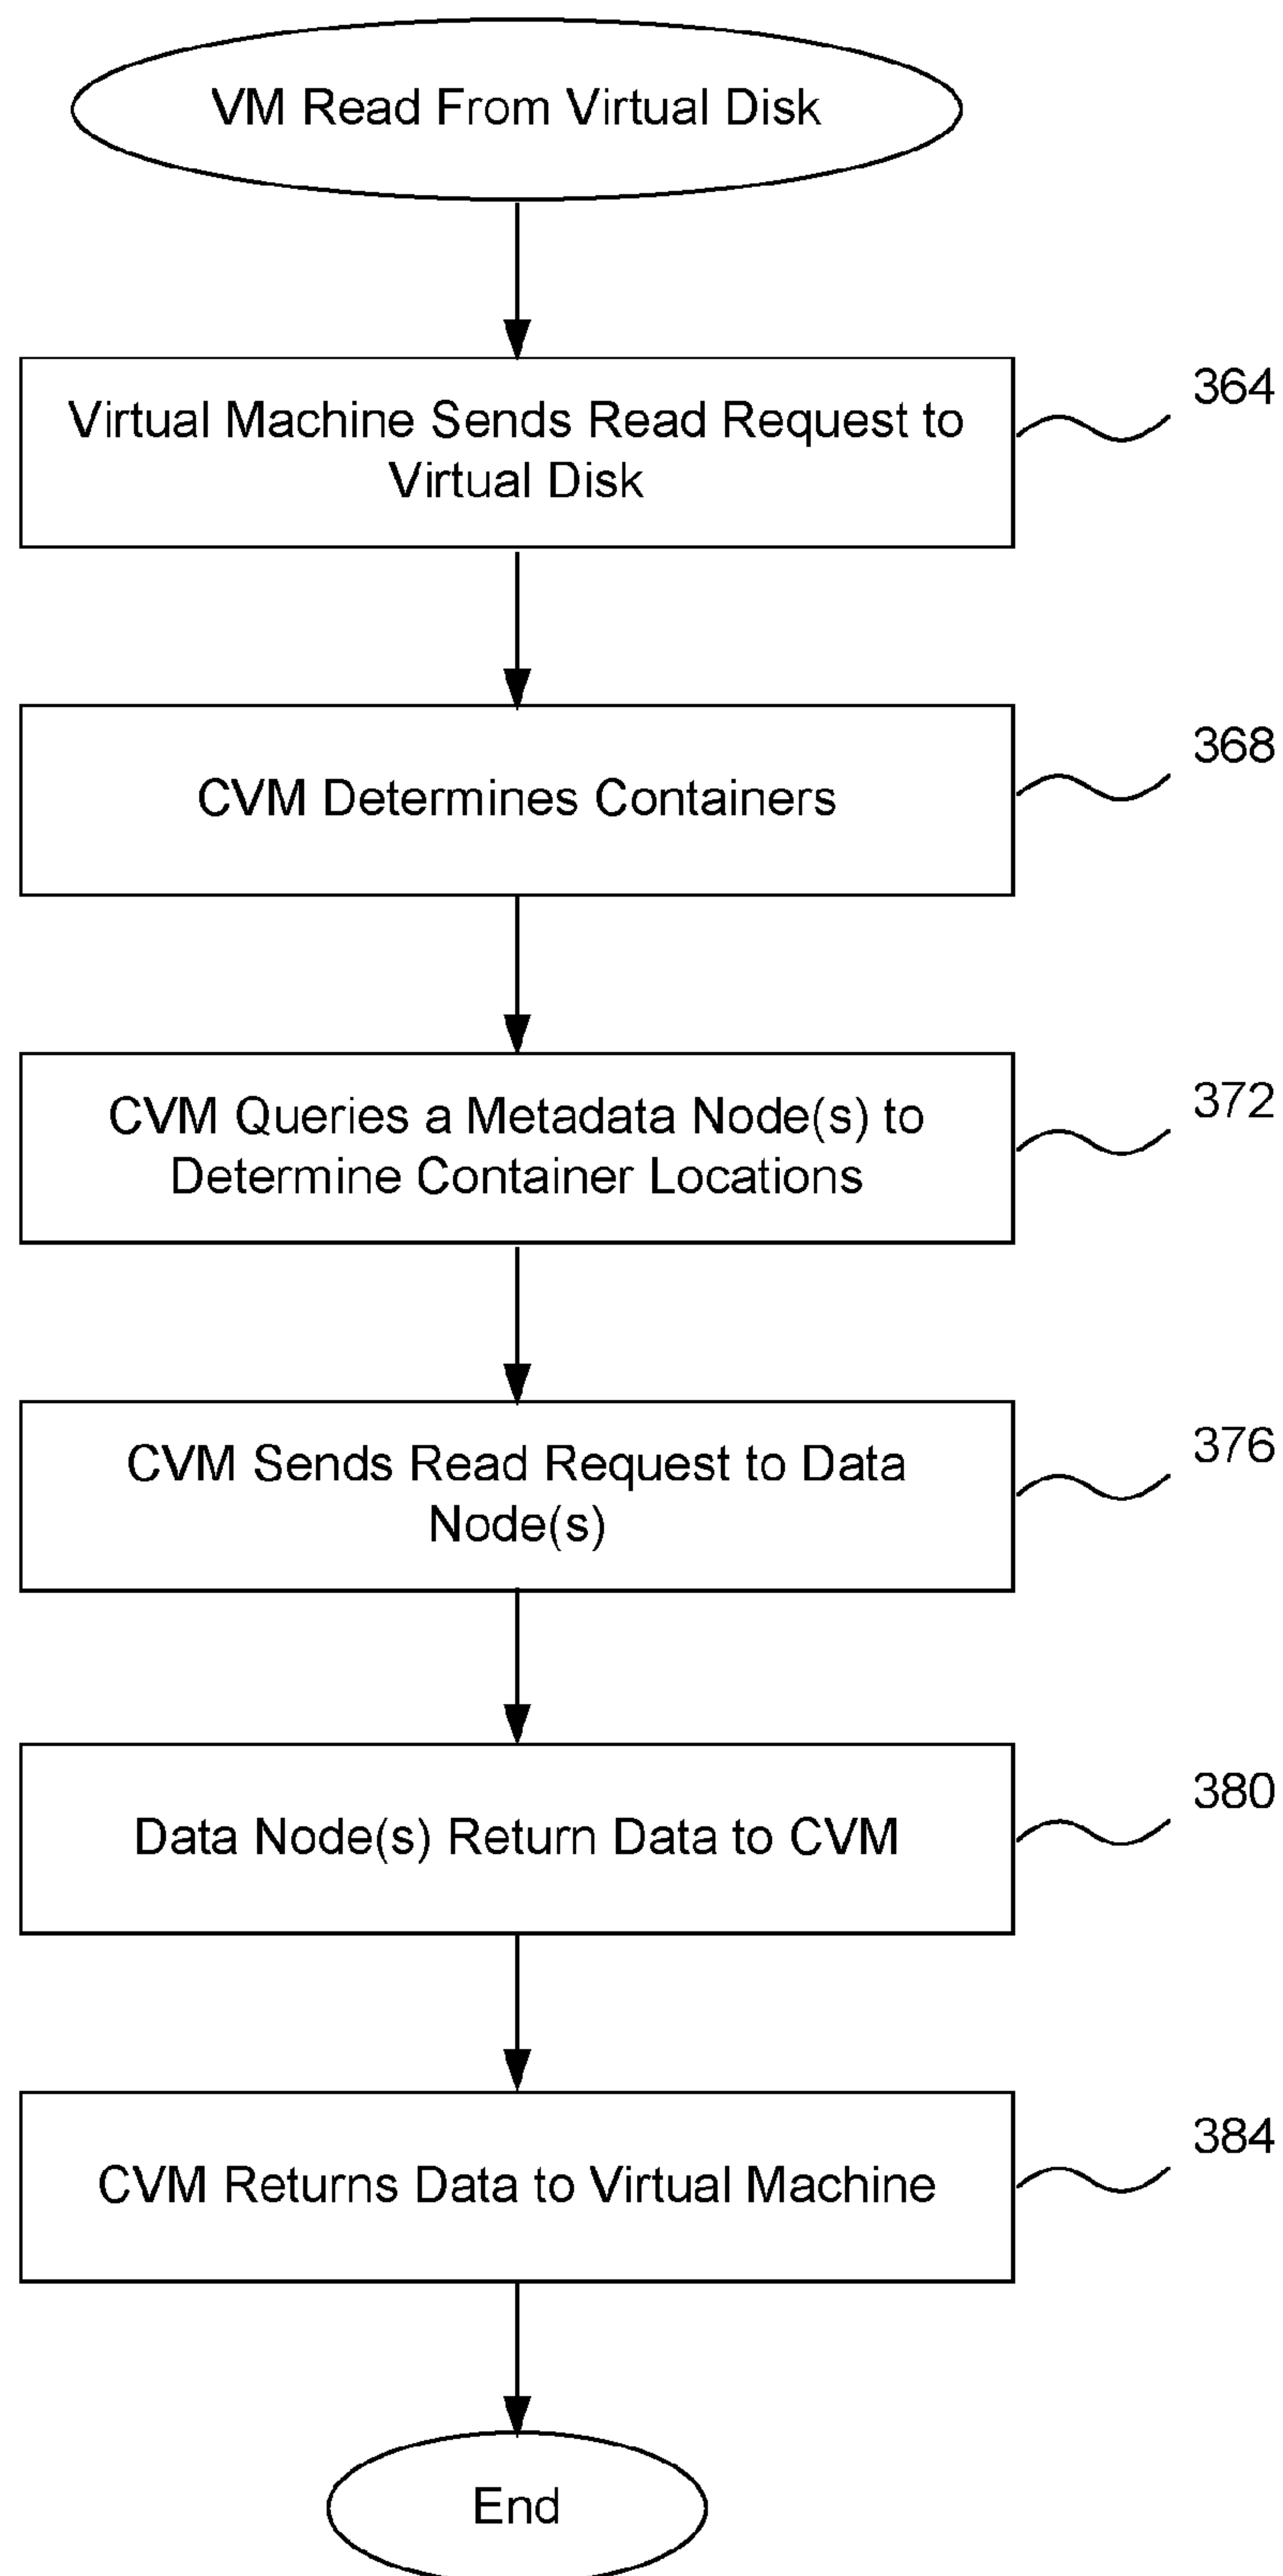 VM Read From Virtual Disk
364
Virtual Machine Sends Read Request to
Virtual Disk
368
CVM Determines Containers
372
CVM Queries a Metadata Node(s) to
Determine Container Locations
376
CVM Sends Read Request to Data
Node(s)
380
Data Node(s) Return Data to CVM
384
CVM Returns Data to Virtual Machine
End